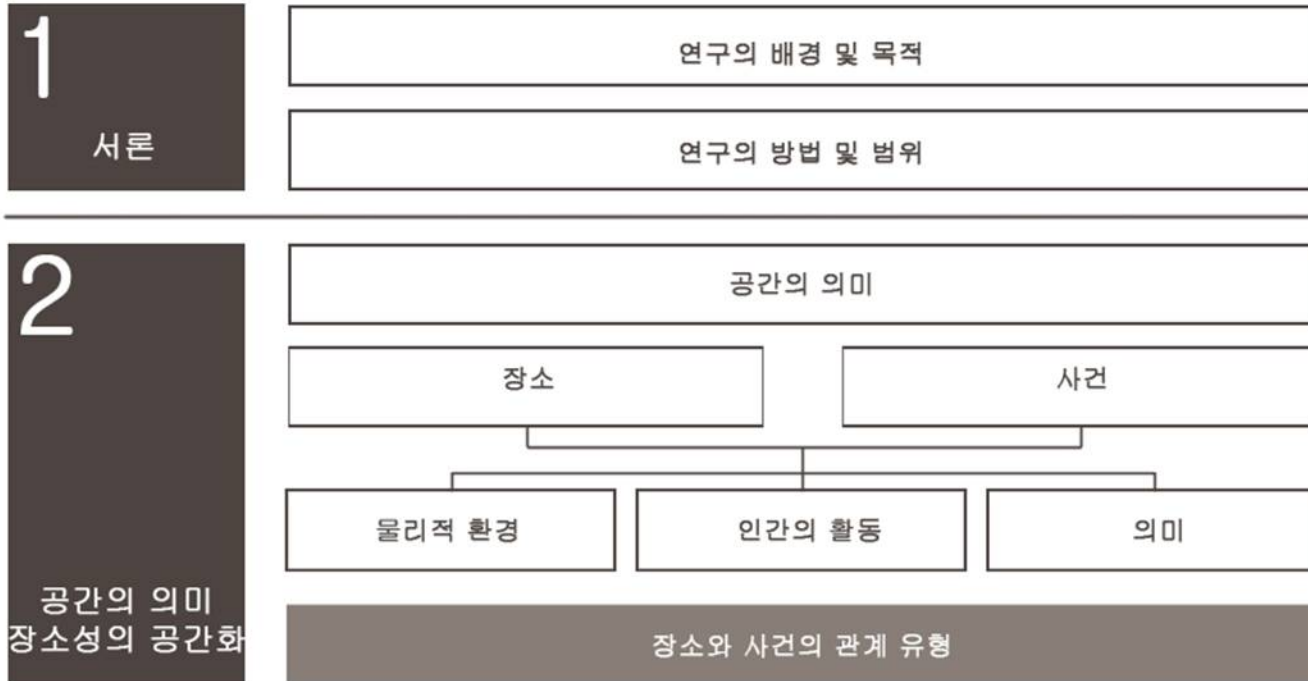 1
서론
연구의 배경 및 목적
연구의 방법 및 범위
2
공간의 의미
장소성의 공간화
공간의 의미
장소
사건
물리적 환경
인간의 활동
의미
장소와 사건의 관계 유형